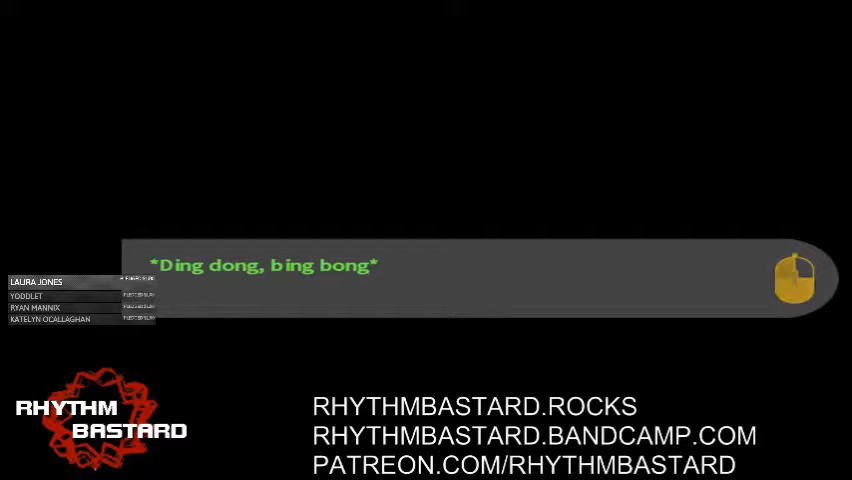 *Ding dong, bing bong*
LAURA JONES
YODDLET
RYAN MANNIX
KATELYN OCALLAGHAN
RHYTHM
BASTARD
RHYTHMBASTARD.ROCKS
RHYTHMBASTARD.BANDCAMP.COM
PATREON.COM/RHYTHMBASTARD